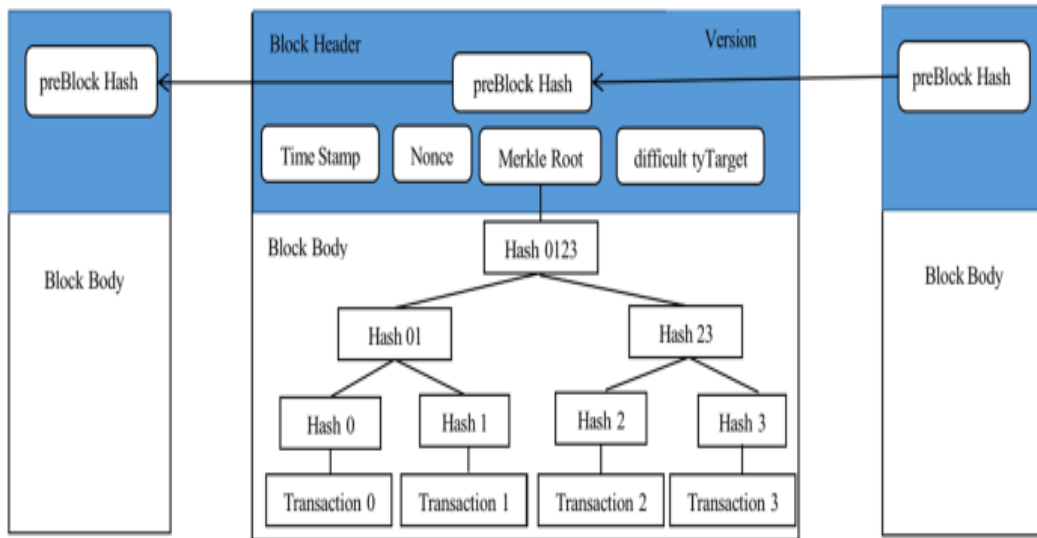 preBlock Hash
Block Body
Block Header
Version
preBlock Hash
Time Stamp
Nonce
Merkle Root
difficult tyTarget
Block Body
Hash 0123
Hash 01
Hash 23
Hash 0
Hash 1
Hash 2
Hash 3
Transaction 0
Transaction 1
Transaction 2
Transaction 3
preBlock Hash
Block Body